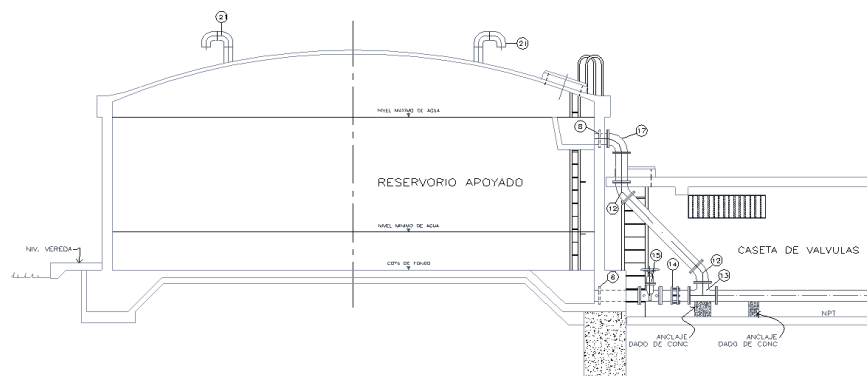 21
21
NIVEL MAXIMO DE AGUA
8
17
RESERVORIO APOYADO
12
NIVEL MINIMO DE AGUA
NIV. VEREDA
CASETA DE VALVULAS
COTA DE FONDO
15
12
14
13
6
NPT
ANCLAJE
DADO DE CONC
ANCLAJE
DADO DE CONC